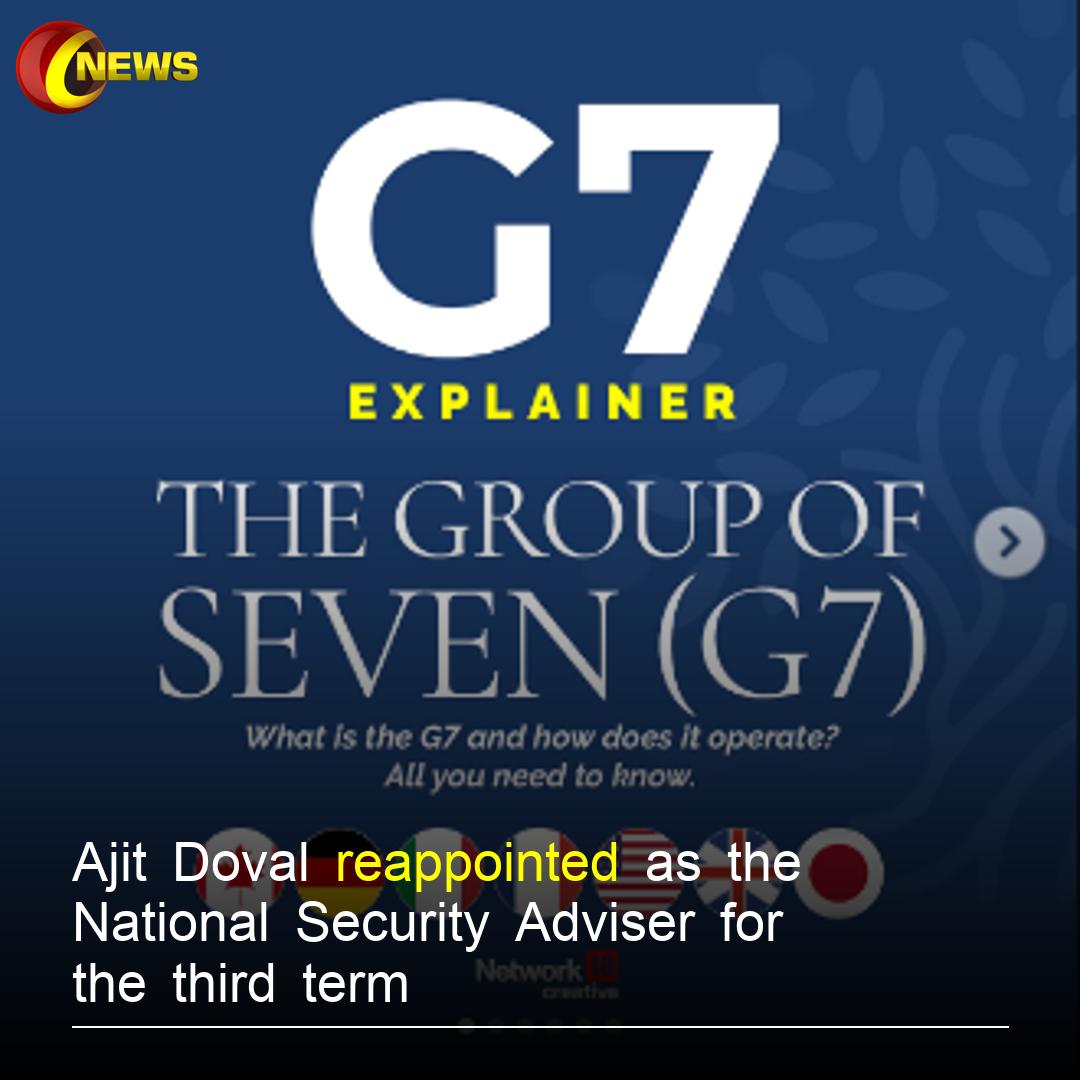 NEWS
G7
EXPLAINER
THE GROUP OF
SEVEN (G7)
What is the G7 and how does it operate?
All you need to know.
Ajit Doval reappointed as the
National Security Adviser for
the third term
Network 18
creative